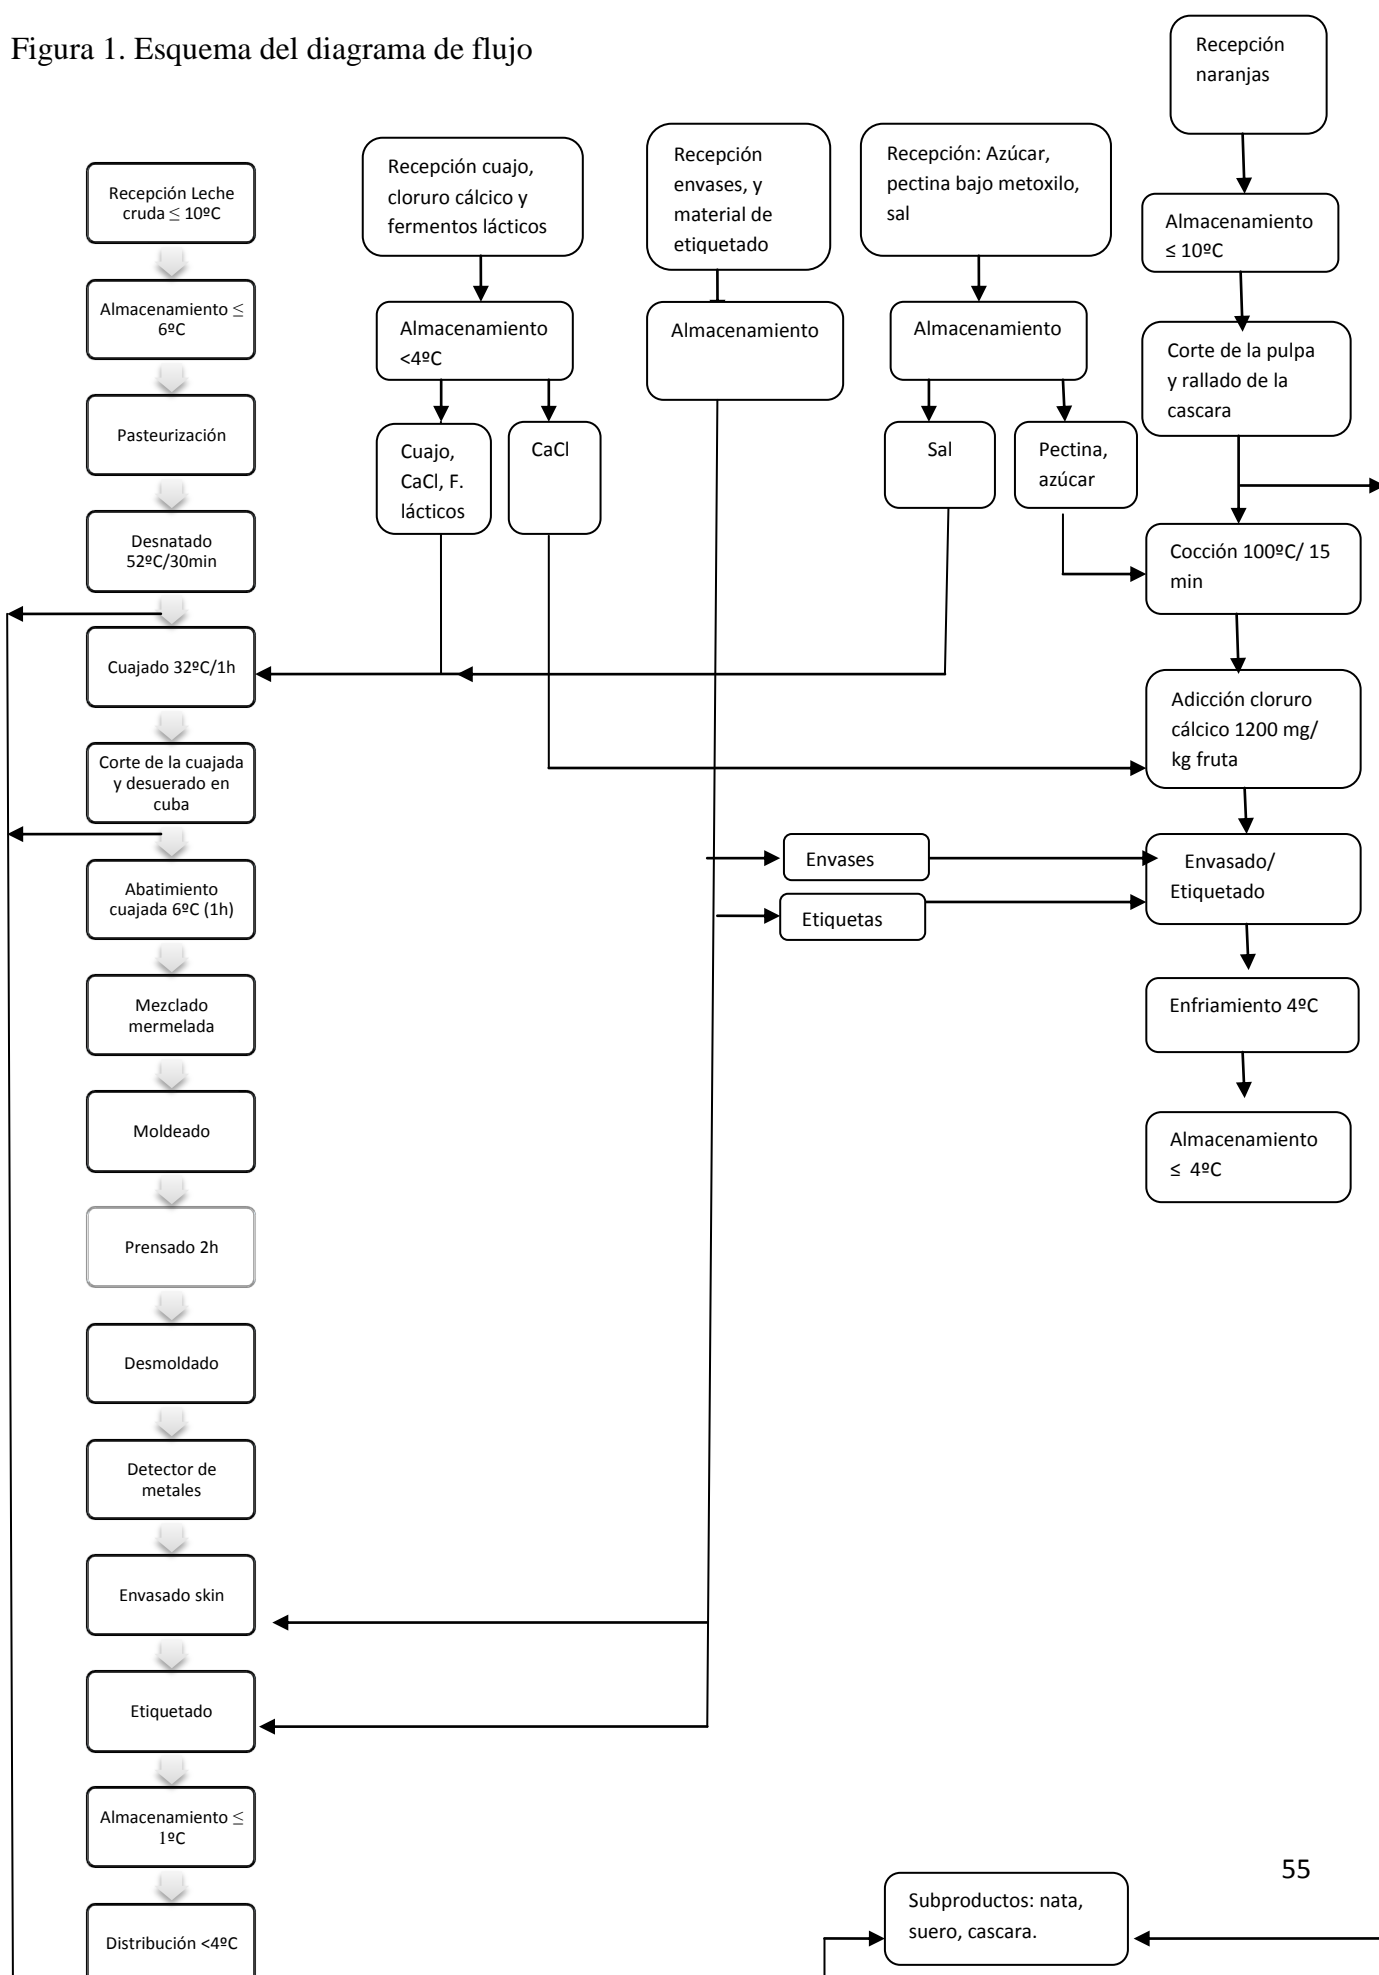 Figura 1. Esquema del diagrama de flujo
Recepción Leche
cruda ≤ 10ºC
Almacenamiento ≤
6ºC
Pasteurización
Desnatado
52ºC/30min
Cuajado 32ºC/1h
Corte de la cuajada
y desuerado en
cuba
Abatimiento
cuajada 6ºC (1h)
Mezclado
mermelada
Moldeado
Prensado 2h
Desmoldado
Detector de
metales
Envasado skin
Etiquetado
Almacenamiento ≤
1ºC
Distribución <4ºC
Recepción cuajo,
cloruro cálcico y
fermentos lácticos
Almacenamiento
<4ºC
Cuajo,
CaCl, F.
lácticos
CaCl
Recepción
envases, y
material de
etiquetado
Almacenamiento
Envases
Etiquetas
Recepción: Azúcar,
pectina bajo metoxilo,
sal
Almacenamiento
Sal
Pectina,
azúcar
Recepción
naranjas
Almacenamiento
≤ 10ºC
Corte de la pulpa
y rallado de la
cascara
Cocción 100ºC/ 15
min
Adicción cloruro
cálcico 1200 mg/
kg fruta
Envasado/
Etiquetado
Enfriamiento 4ºC
Almacenamiento
≤ 4ºC
Subproductos: nata,
suero, cascara.
55